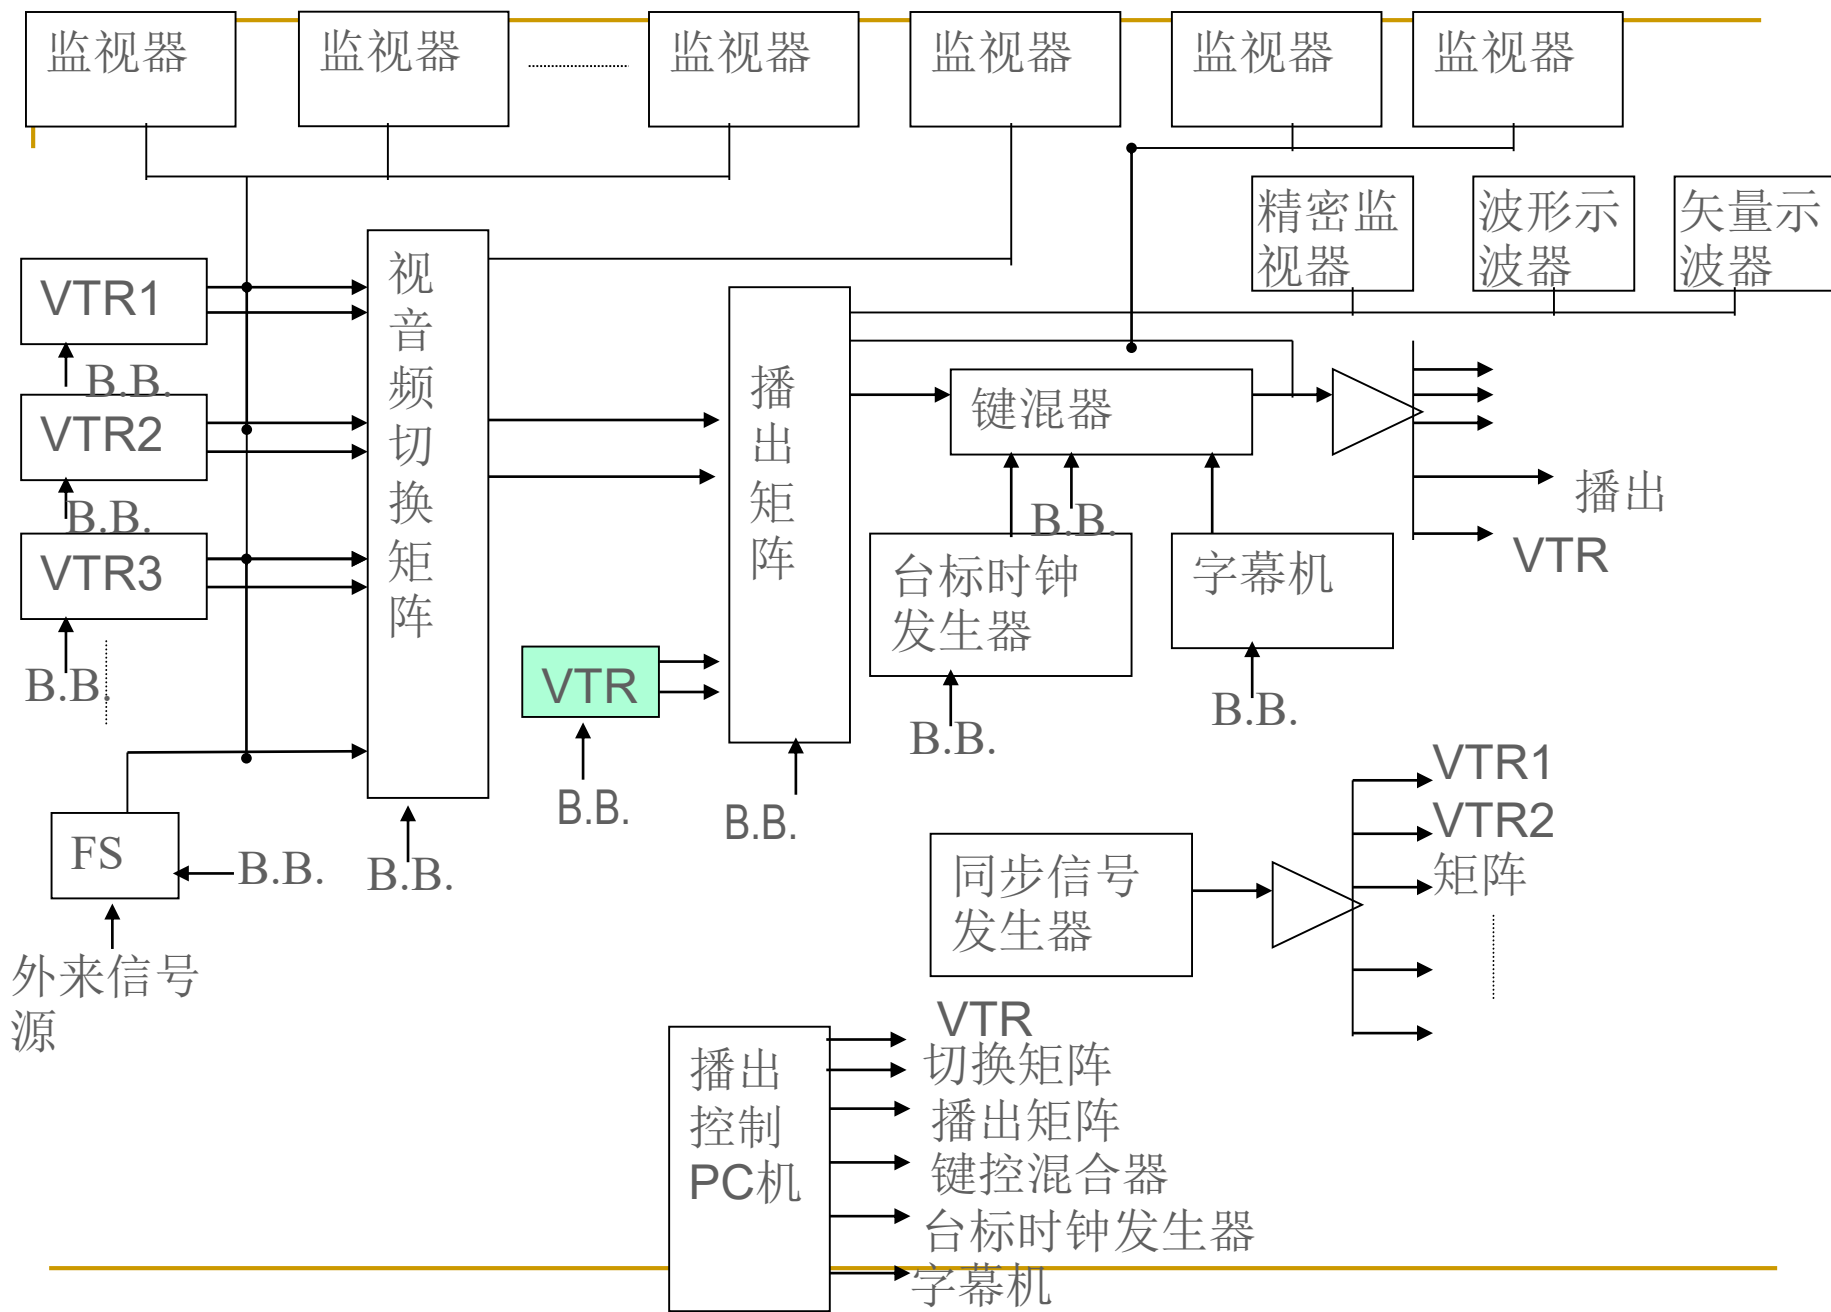 监视器
监视器
监视器
监视器
监视器
监视器
精密监
视器
波形示
波器
矢量示
波器
VTR1
B.B.
VTR2
B.B.
VTR3
B.B.
视
音
频
切
换
矩
阵
B.B.
FS
B.B.
外来信号
源
VTR
B.B.
播
出
矩
阵
B.B.
键混器
B.B.
台标时钟
发生器
B.B.
字幕机
B.B.
播出
VTR
同步信号
发生器
VTR1
VTR2
矩阵
播出
控制
PC机
VTR
切换矩阵
播出矩阵
键控混合器
台标时钟发生器
字幕机